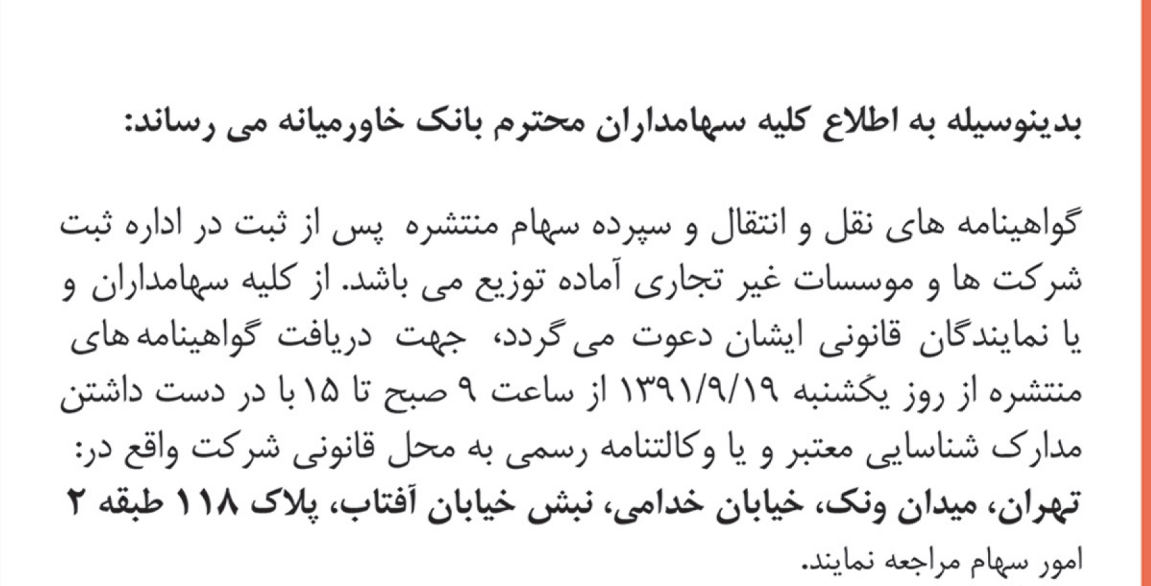 بدینوسیله به اطلاع کلیه سهامداران محترم بانک خاورمیانه می رساند:
گواهینامه های نقل و انتقال و سپرده سهام منتشره پس از ثبت در اداره ثبت
شرکت ها و موسسات غیر تجاری آماده توزیع می باشد. از کلیه سهامداران و
یا نمایندگان قانونی ایشان دعوت می گردد، جهت دریافت گواهینامه های
منتشره از روز یکشنبه ۱۳۹۱/۹/۱۹ از ساعت ۹ صبح تا ۱۵ با در دست داشتن
مدارک شناسایی معتبر و یا وکالتنامه رسمی به محل قانونی شرکت واقع در:
تهران، میدان ونک، خیابان خدامی، نبش خیابان آفتاب، پلاک ۱۱۸ طبقه ۲
امور سهام مراجعه نمایند.